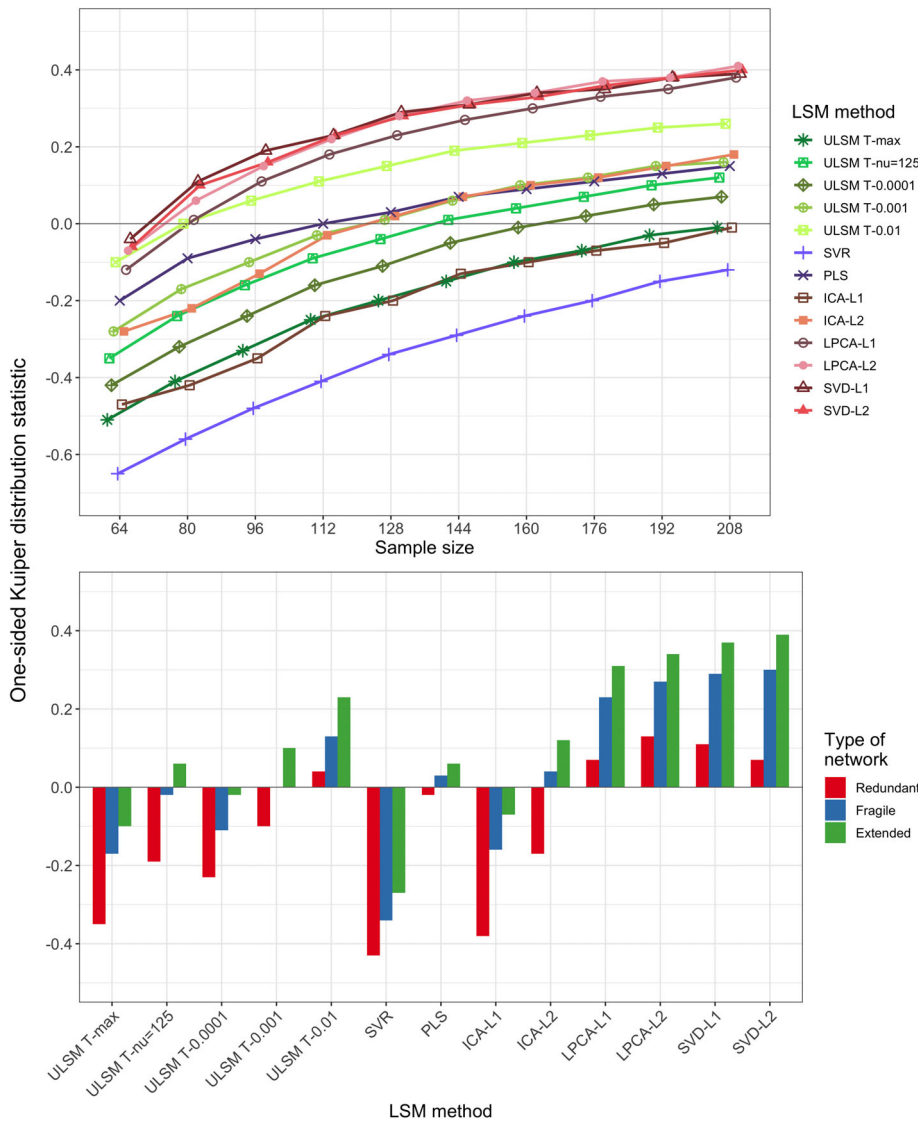 One-sided Kuiper distribution statistic
0.4
0.2
0.0
-0.2
-0.4
-0.6
64 80 96 112 128 144 160 176 192 208
Sample size
LSM method
ULSM T-max
ULSM T-nu=125
ULSM T-0.0001
ULSM T-0.001
ULSM T-0.01
SVR
PLS
ICA-L1
ICA-L2
LPCA-L1
LPCA-L2
SVD-L1
SVD-L2
0.4
0.2
0.0
-0.2
-0.4
ULSM T-max
ULSM T-nu=125
ULSM T-0.0001
ULSM T-0.001
ULSM T-0.01
SVR
PLS
ICA-L1
ICA-L2
LPCA-L1
LPCA-L2
SVD-L1
SVD-L2
LSM method
Type of
network
Redundant
Fragile
Extended